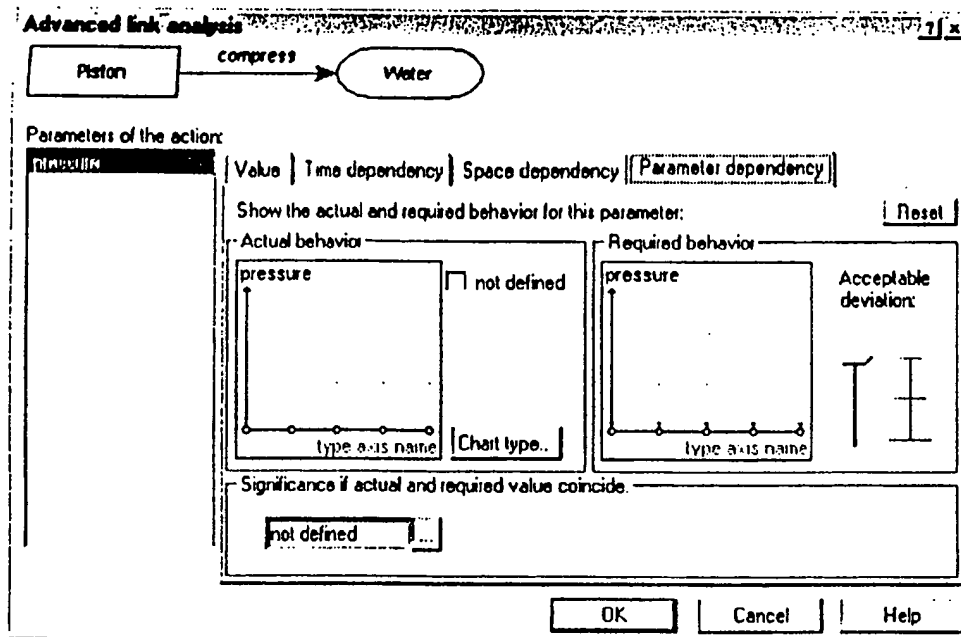 Advanced link analysis
? x
Piston compress Water
Parameters of the action:
pressure
Value Time dependency Space dependency Parameter dependency
Show the actual and required behavior for this parameter: Reset
Actual behavior Required behavior
pressure not defined pressure Acceptable
deviation:
type axis name Chart type.. type axis name
Significance if actual and required value coincide.
not defined ...
OK Cancel Help